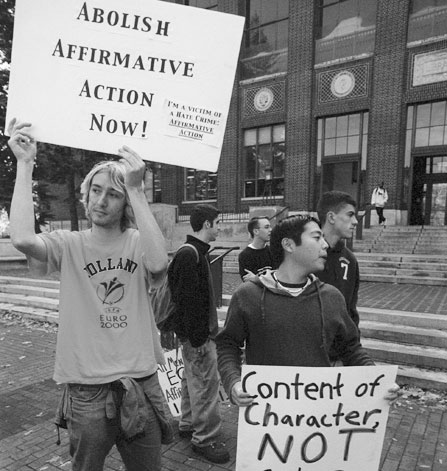 ABOLISH
AFFIRMATIVE
ACTION
NOW!
I'M A VICTIM OF
A HATE CRIME:
AFFIRMATIVE
ACTION
HOLLAND
EURO
2000
7
Content of
Character,
NOT